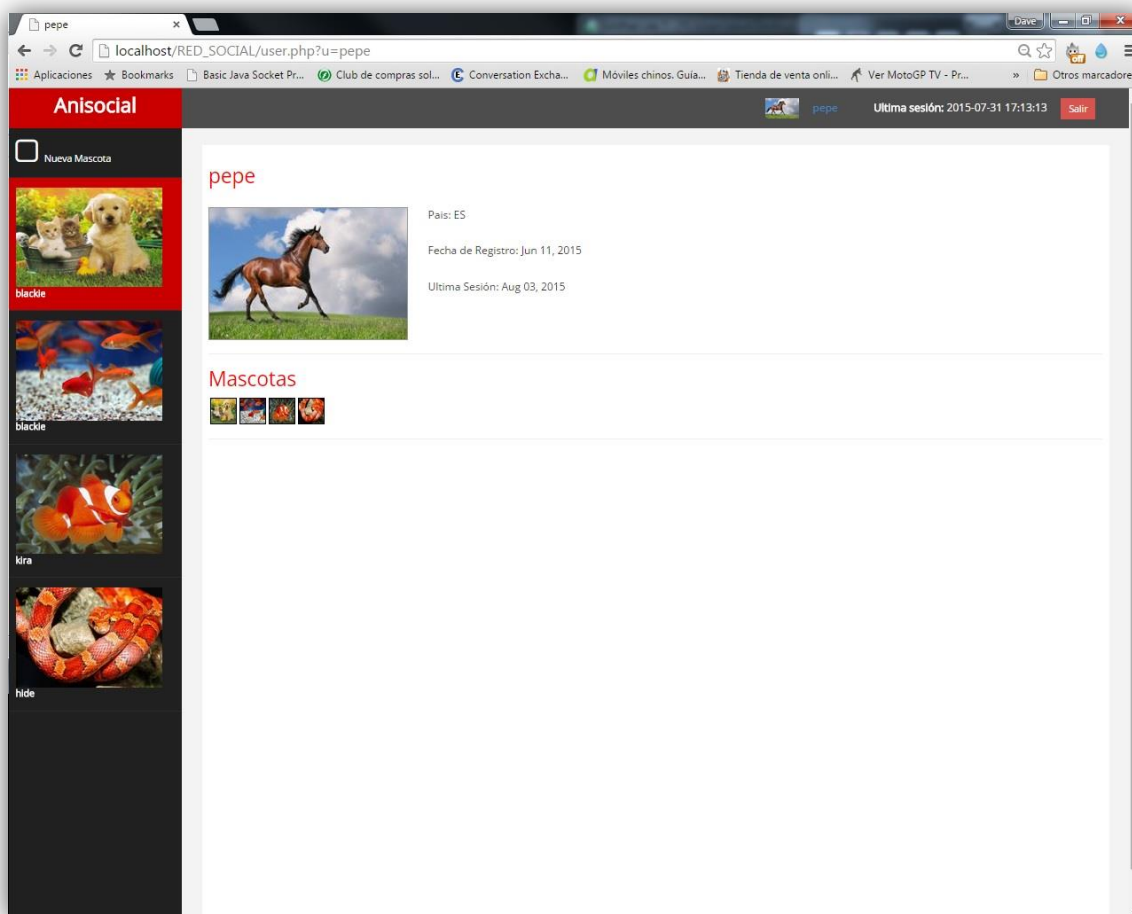 pepe
Dave
localhost/RED_SOCIAL/user.php?u=pepe
Aplicaciones Bookmarks Basic Java Socket Pr... Club de compras sol... Conversation Excha... Móviles chinos. Guía... Tienda de venta onli... Ver MotoGP TV - Pr... » Otros marcadore
off
Anisocial
pepe Ultima sesión: 2015-07-31 17:13:13 Salir
Nueva Mascota
blackie
blackie
kira
hide
pepe
Pais: ES
Fecha de Registro: Jun 11, 2015
Ultima Sesión: Aug 03, 2015
Mascotas